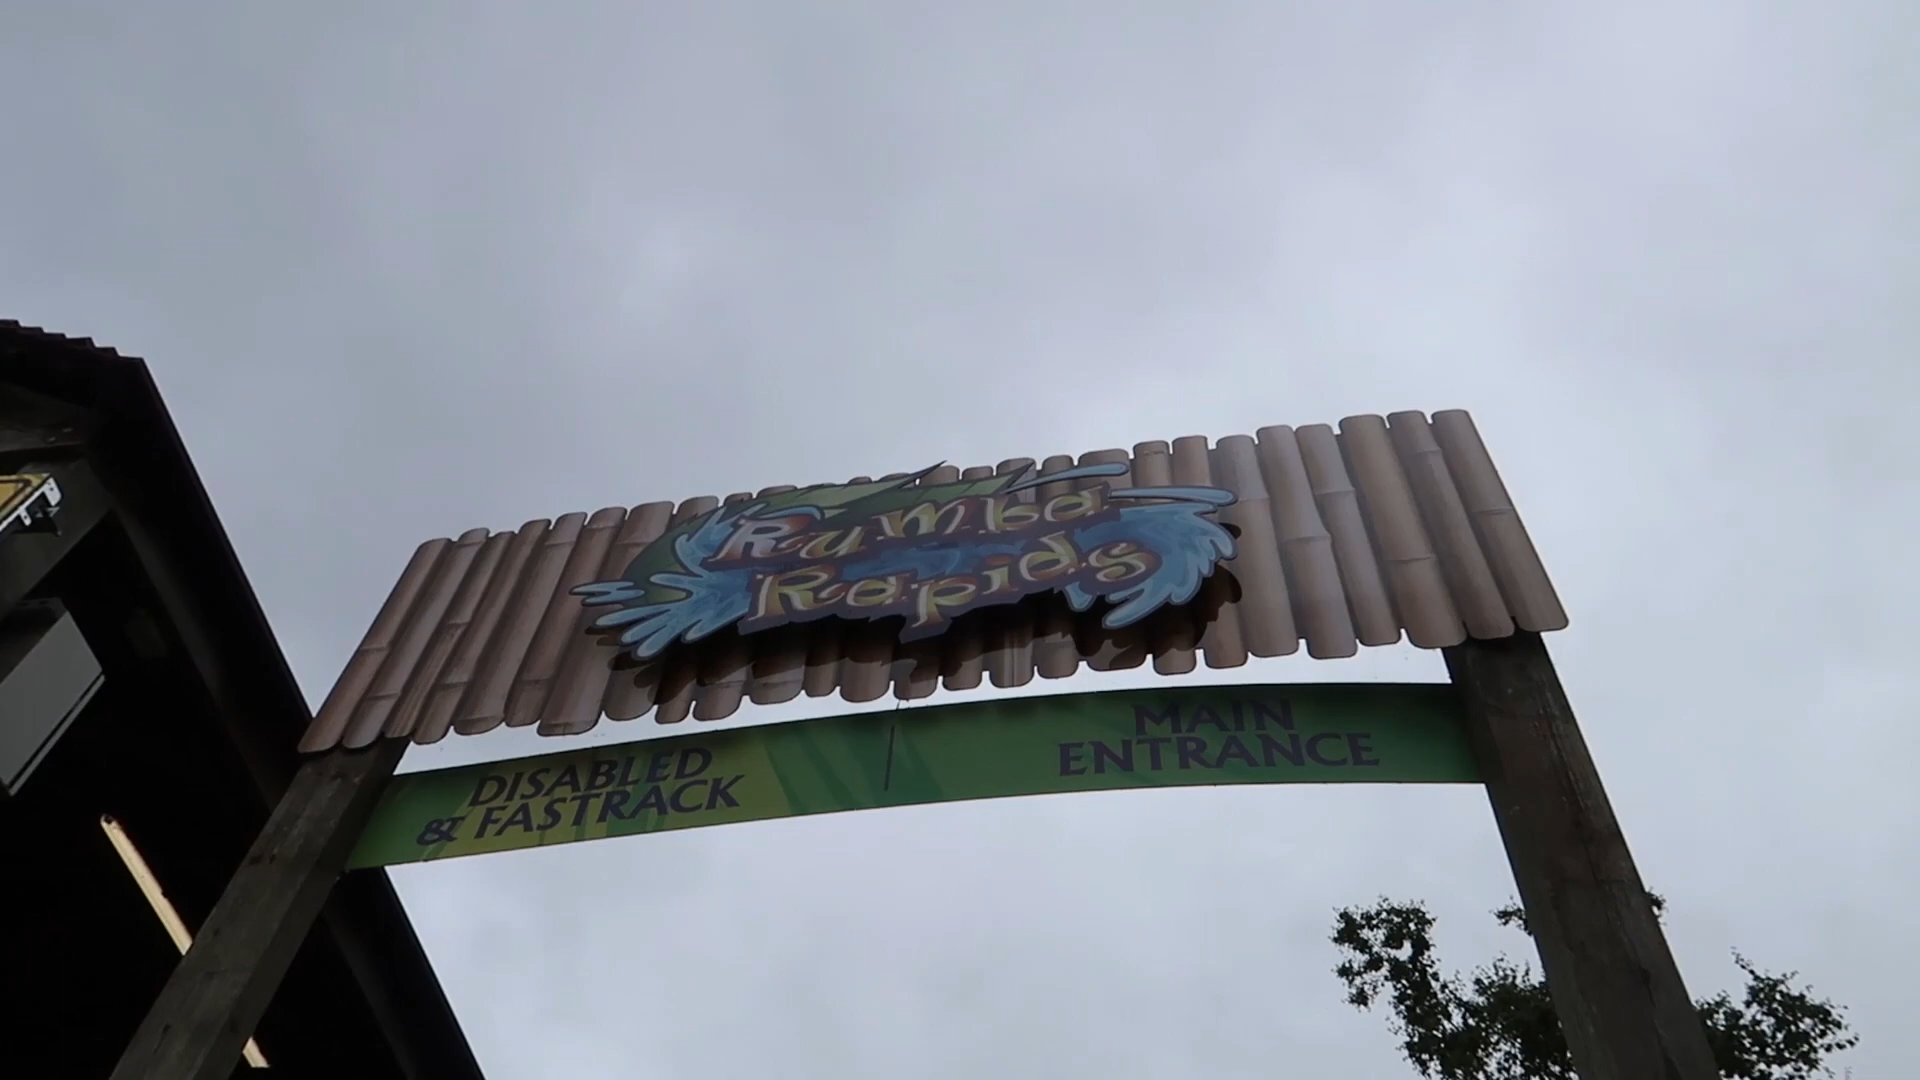 Rumba
Rapids
DISABLED
& FASTRACK
MAIN
ENTRANCE